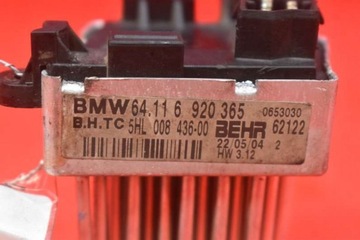 BMW 64.11 6 920 365 0653030
B.H.TC 5HL 008 436-00 BEHR 62122
22/05/04 2
HW 3.12